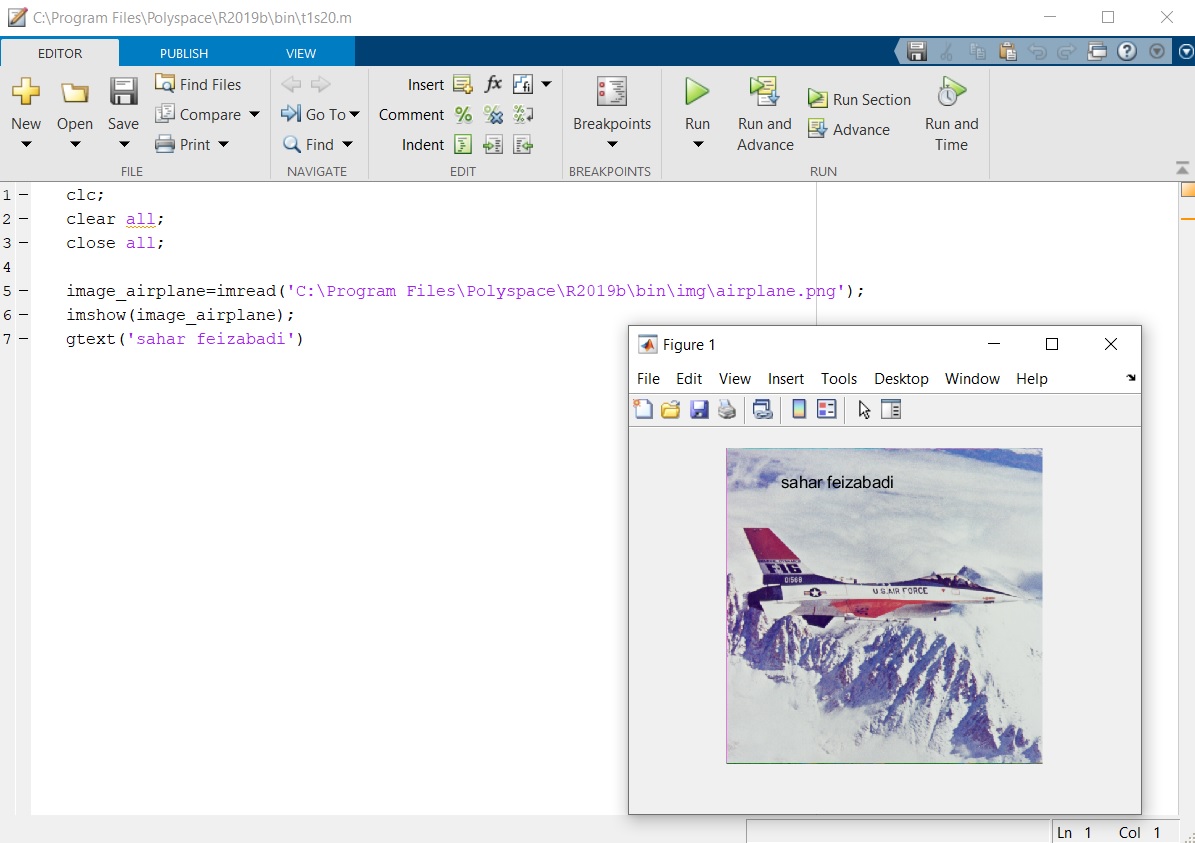 C:\Program Files\Polyspace\R2019b\bin\t1s20.m
EDITOR PUBLISH VIEW
New Open Save Find Files Compare Print
FILE
Go To Find
NAVIGATE
Insert fx fi
Comment %
Indent
EDIT
Breakpoints
BREAKPOINTS
Run Run and Advance Run Section Advance Run and Time
RUN
1 clc;
2 clear all;
3 close all;
4
5 image_airplane=imread('C:\Program Files\Polyspace\R2019b\bin\img\airplane.png');
6 imshow(image_airplane);
7 gtext('sahar feizabadi')
Figure 1
File Edit View Insert Tools Desktop Window Help
sahar feizabadi
F-16
01568
U.S. AIR FORCE
Ln 1 Col 1